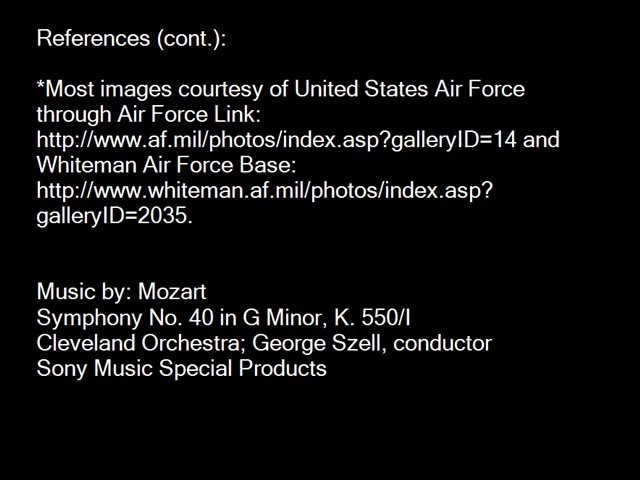 References (cont.):
*Most images courtesy of United States Air Force
through Air Force Link:
http://www.af.mil/photos/index.asp?galleryID=14 and
Whiteman Air Force Base:
http://www.whiteman.af.mil/photos/index.asp?
galleryID=2035.
Music by: Mozart
Symphony No. 40 in G Minor, K. 550/I
Cleveland Orchestra; George Szell, conductor
Sony Music Special Products